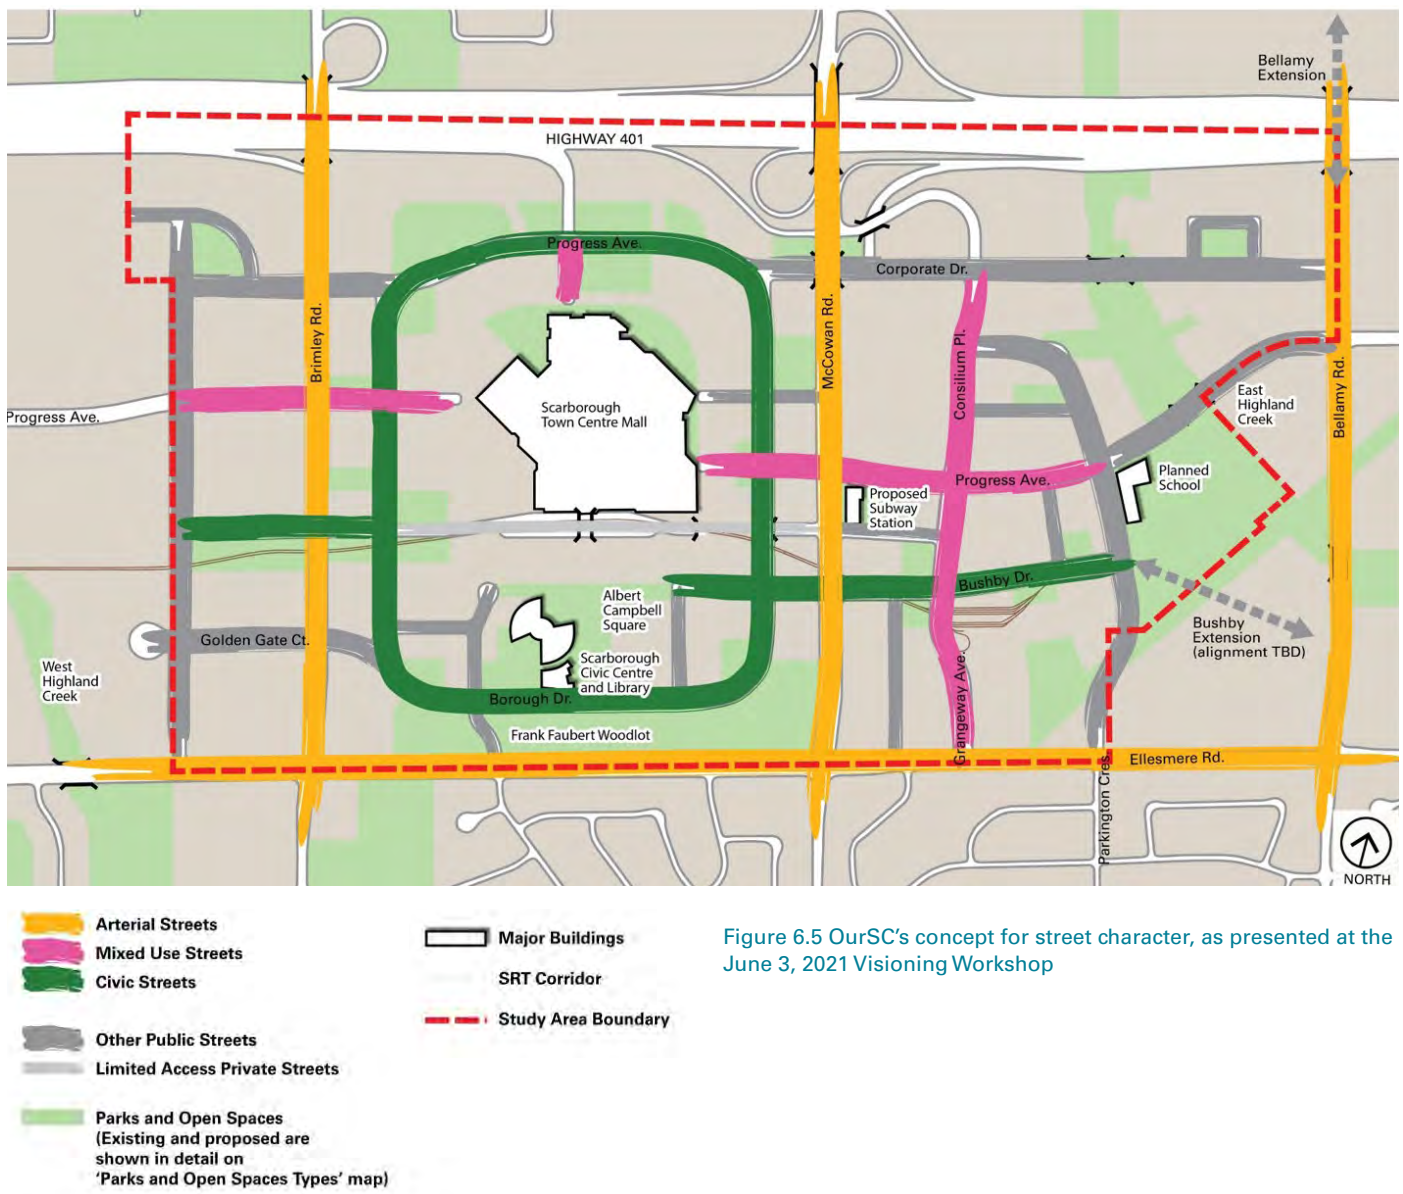 Bellamy
Extension
HIGHWAY 401
Progress Ave.
Corporate Dr.
Brimley Rd.
McCowan Rd.
Consilium Pl.
Bellamy Rd.
East
Highland
Creek
Progress Ave.
Scarborough
Town Centre Mall
Progress Ave.
Planned
School
Proposed
Subway
Station
Bushby Dr.
Albert
Campbell
Square
Golden Gate Ct.
Bushby
Extension
(alignment TBD)
West
Highland
Creek
Scarborough
Civic Centre
and Library
Borough Dr.
Grangeway Ave.
Frank Faubert Woodlot
Ellesmere Rd.
Parkington Cres.
NORTH
Arterial Streets
Mixed Use Streets
Civic Streets
Other Public Streets
Limited Access Private Streets
Parks and Open Spaces
(Existing and proposed are
shown in detail on
'Parks and Open Spaces Types' map)
Major Buildings
SRT Corridor
Study Area Boundary
Figure 6.5 OurSC's concept for street character, as presented at the
June 3, 2021 Visioning Workshop